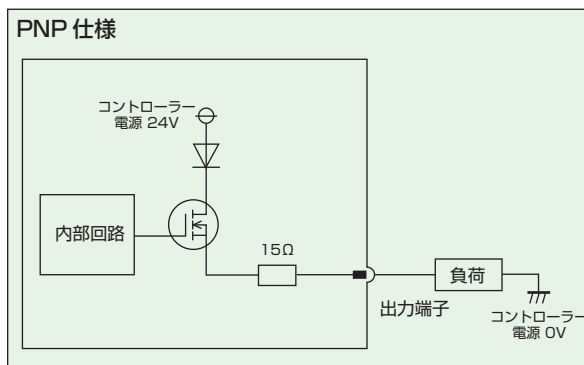 PNP 仕様
コントローラー
電源 24V
内部回路
15Ω
出力端子
負荷
コントローラー
電源 0V